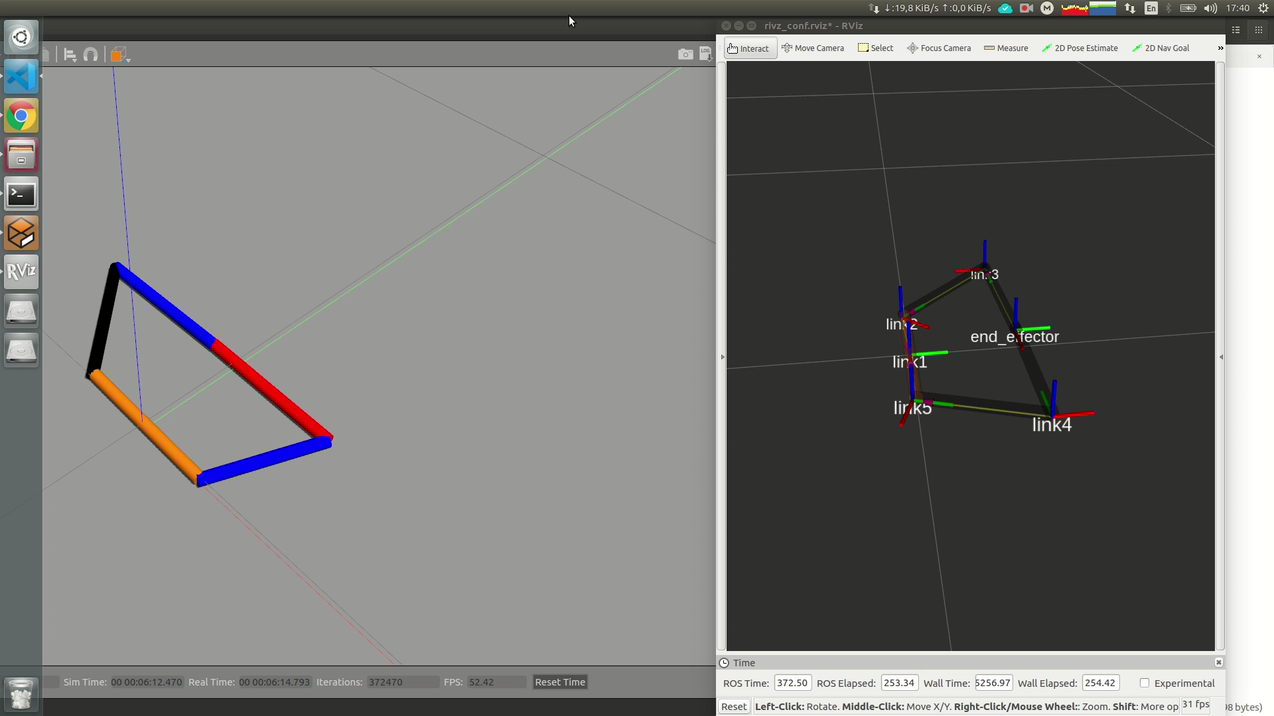 ↓:19,8 KiB/s ↑:0,0 KiB/s M En 17:40
rivz_conf.rviz* - RViz
Interact Move Camera Select Focus Camera Measure 2D Pose Estimate 2D Nav Goal »
LOG
RViz
link3
link2
end_effector
link1
link5
link4
Time
Sim Time: 00 00:06:12.470 Real Time: 00 00:06:14.793 Iterations: 372470 FPS: 52.42 Reset Time
ROS Time: 372.50 ROS Elapsed: 253.34 Wall Time: 5256.97 Wall Elapsed: 254.42 Experimental
Reset Left-Click: Rotate. Middle-Click: Move X/Y. Right-Click/Mouse Wheel:: Zoom. Shift: More op 31 fps 98 bytes)